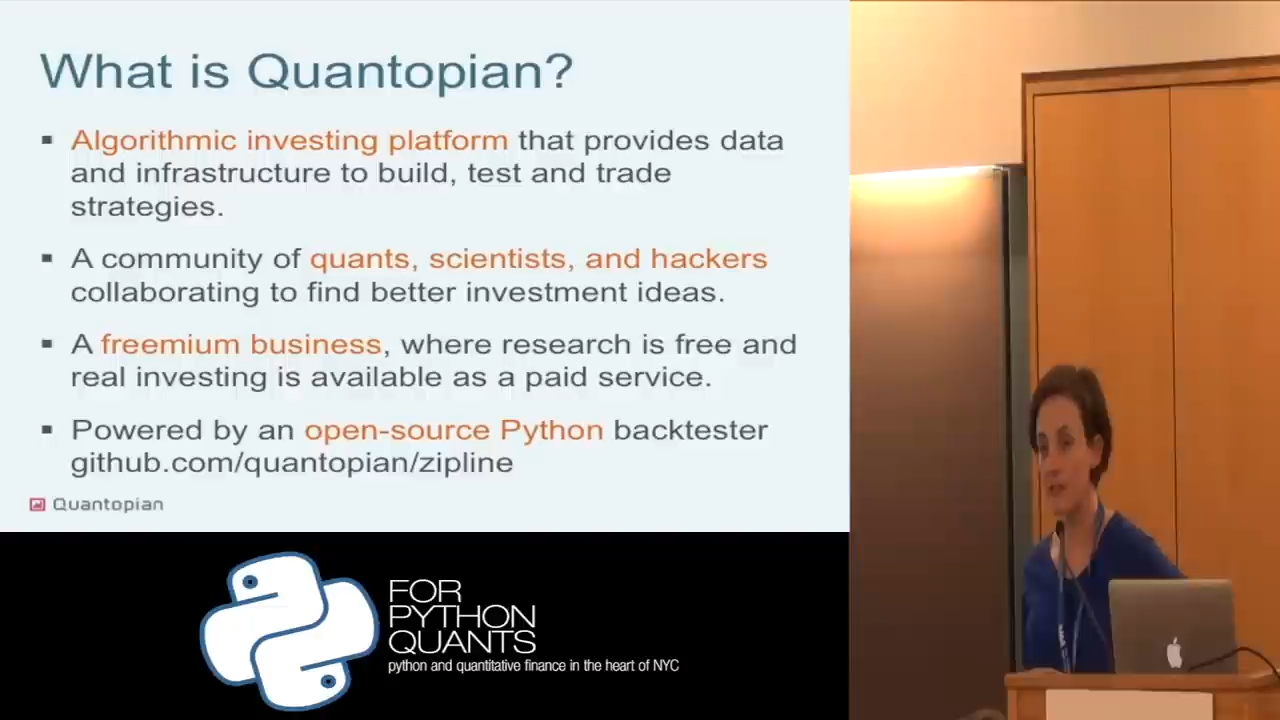 What is Quantopian?
▪ Algorithmic investing platform that provides data
and infrastructure to build, test and trade
strategies.
▪ A community of quants, scientists, and hackers
collaborating to find better investment ideas.
▪ A freemium business, where research is free and
real investing is available as a paid service.
▪ Powered by an open-source Python backtester
github.com/quantopian/zipline
Quantopian
FOR
PYTHON
QUANTS
python and quantitative finance in the heart of NYC